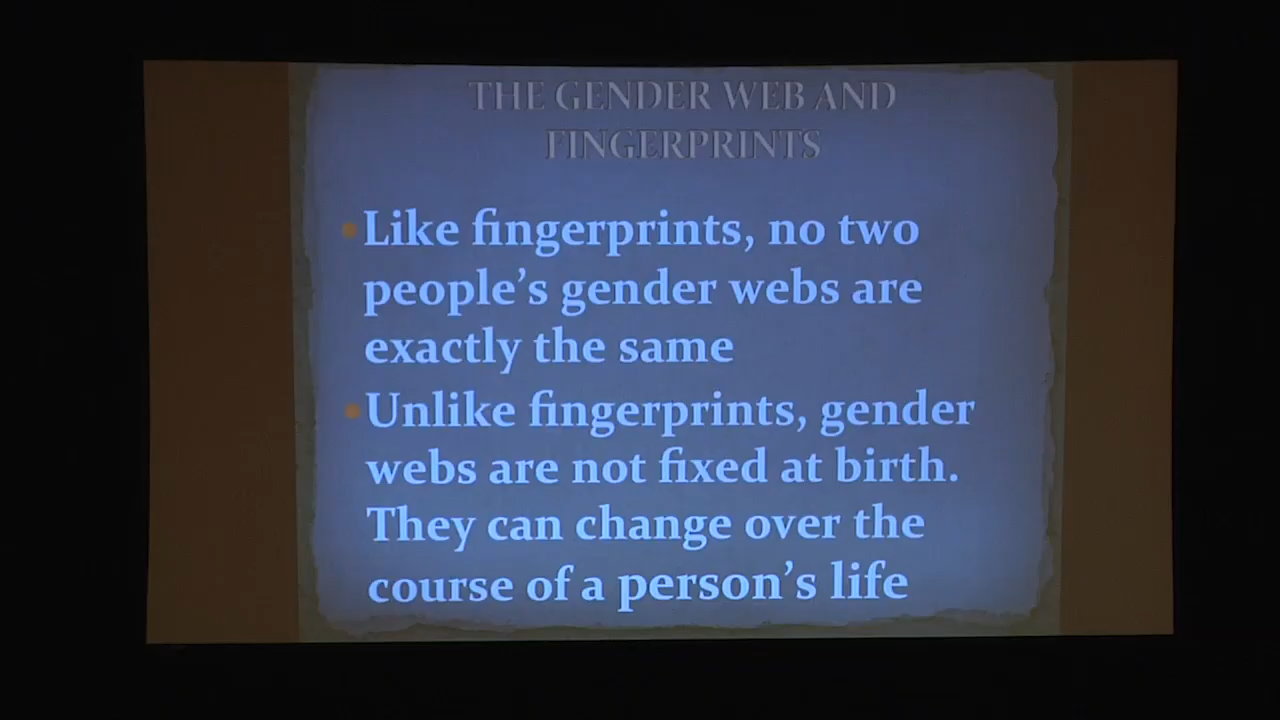 THE GENDER WEB AND
FINGERPRINTS
Like fingerprints, no two
people's gender webs are
exactly the same
Unlike fingerprints, gender
webs are not fixed at birth.
They can change over the
course of a person's life